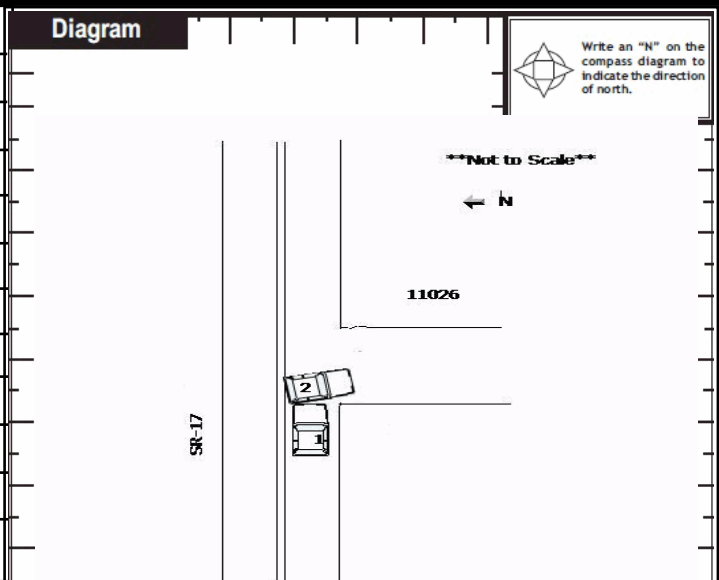 Diagram
Write an “N” on the
compass diagram to
indicate the direction
of north.
**Not to Scale**
N
11026
2
1
SR-17